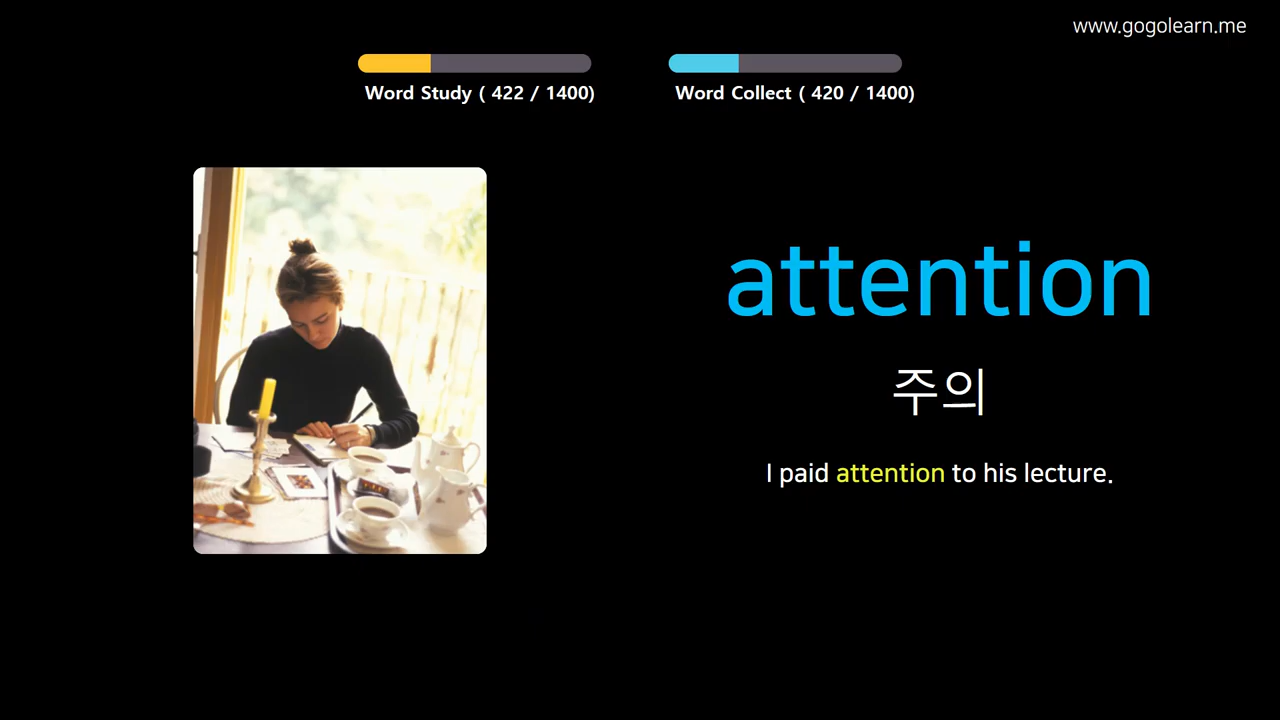 www.gogolearn.me
Word Study ( 422 / 1400)
Word Collect ( 420 / 1400)
attention
주의
I paid attention to his lecture.